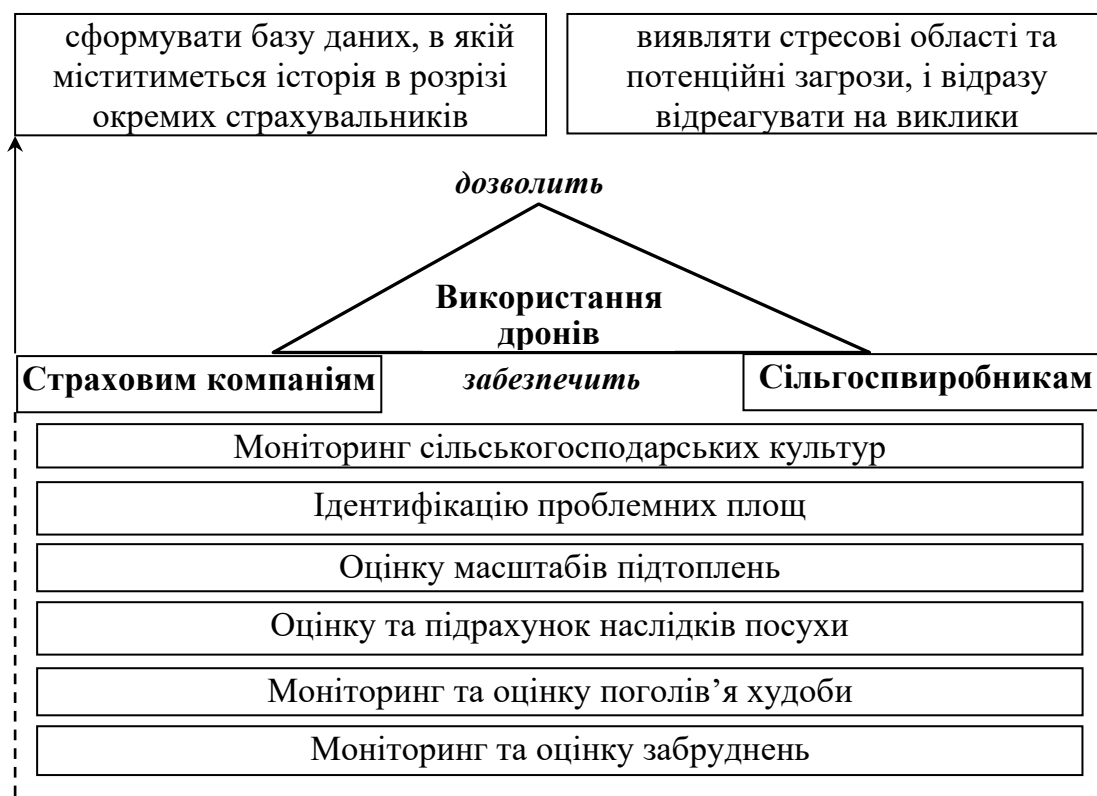 сформувати базу даних, в якій
міститиметься історія в розрізі
окремих страхувальників
виявляти стресові області та
потенційні загрози, і відразу
відреагувати на виклики
дозволить
Використання
дронів
Страховим компаніям
забезпечить
Сільгоспвиробникам
Моніторинг сільськогосподарських культур
Ідентифікацію проблемних площ
Оцінку масштабів підтоплень
Оцінку та підрахунок наслідків посухи
Моніторинг та оцінку поголів’я худоби
Моніторинг та оцінку забруднень